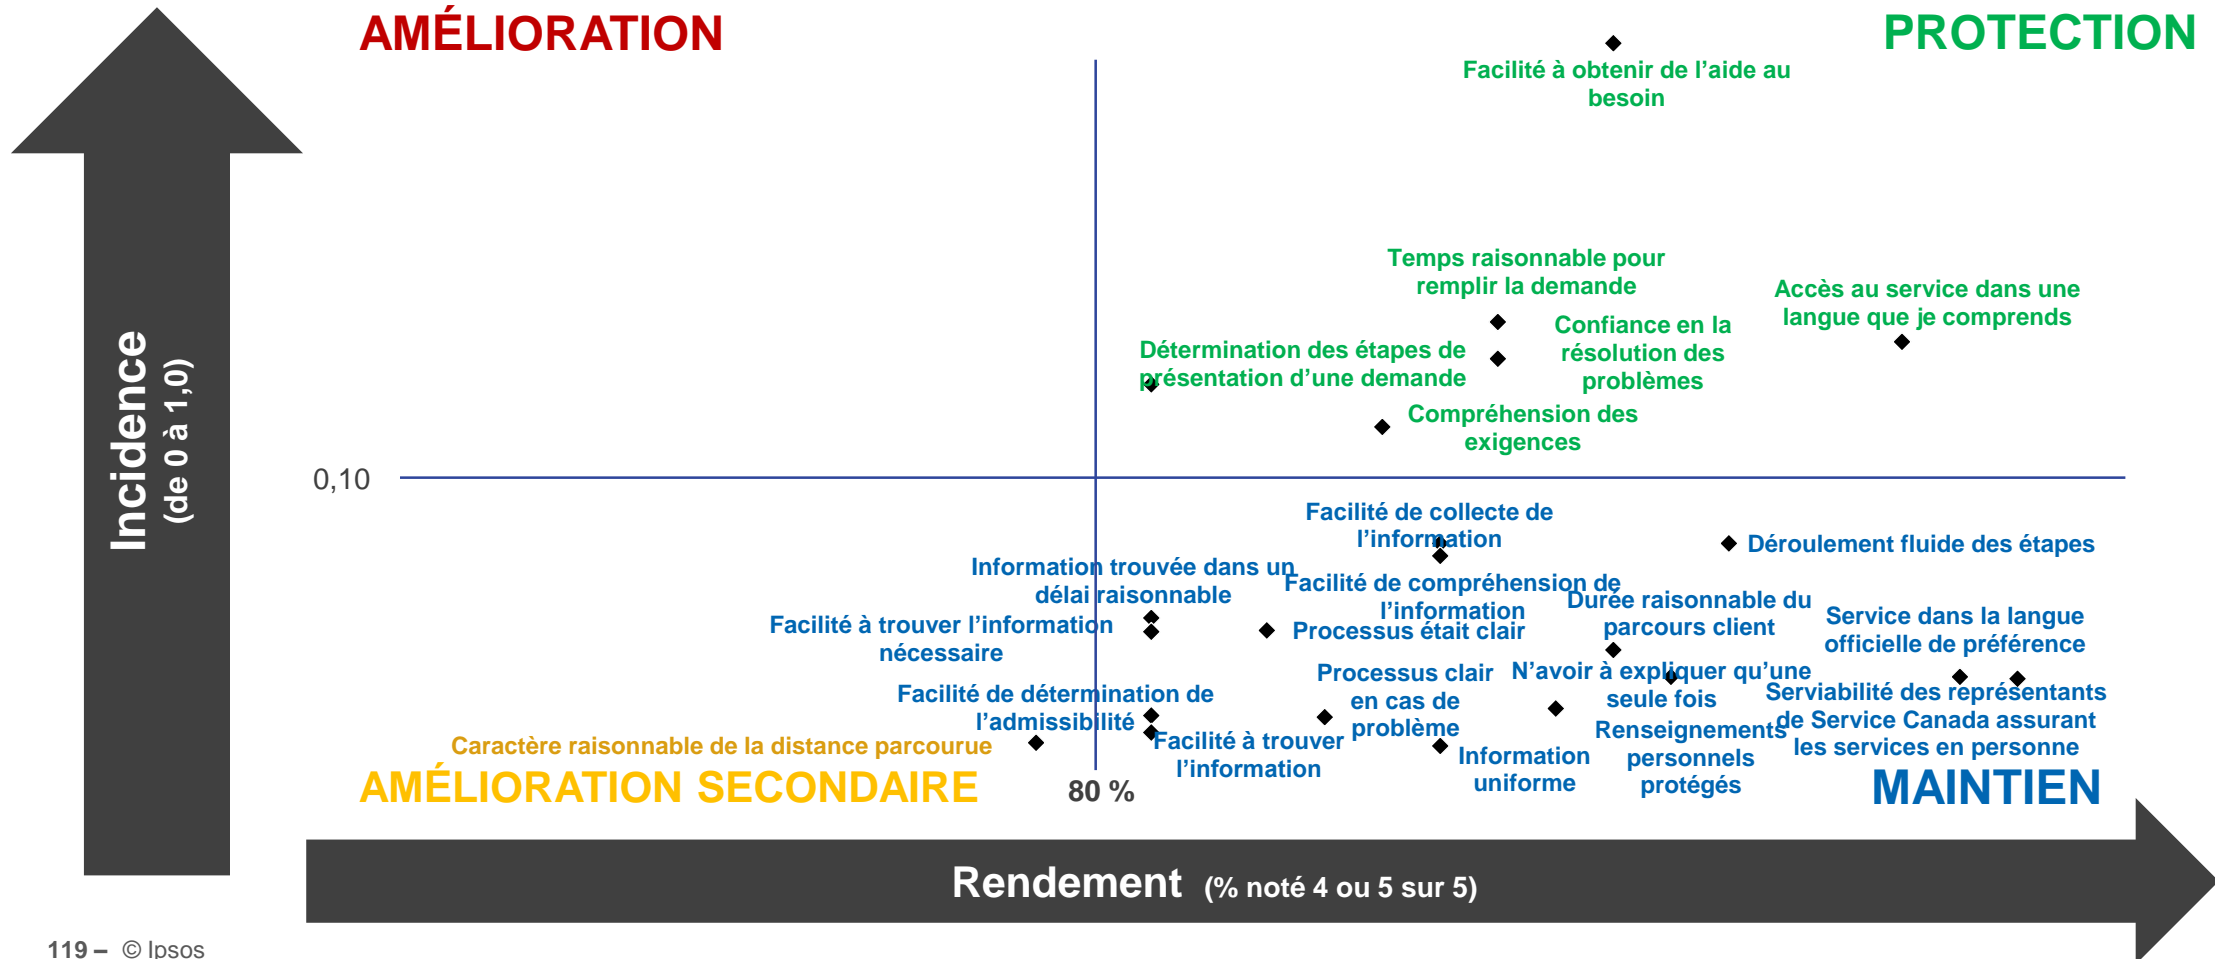 AMÉLIORATION
PROTECTION
Facilité à obtenir de l’aide au
besoin
Temps raisonnable pour
remplir la demande
Accès au service dans une
langue que je comprends
Confiance en la
résolution des
problèmes
Détermination des étapes de
présentation d’une demande
Compréhension des
exigences
Incidence
(de 0 à 1,0)
0,10
Facilité de collecte de
l’information
Déroulement fluide des étapes
Information trouvée dans un
délai raisonnable
Facilité de compréhension de
l’information
Durée raisonnable du
parcours client
Service dans la langue
officielle de préférence
Facilité à trouver l’information
nécessaire
Processus était clair
Processus clair
en cas de
problème
N’avoir à expliquer qu’une
seule fois
Serviabilité des représentants
de Service Canada assurant
les services en personne
Facilité de détermination de
l’admissibilité
Renseignements
personnels
protégés
Facilité à trouver
l’information
Information
uniforme
Caractère raisonnable de la distance parcourue
AMÉLIORATION SECONDAIRE
80 %
MAINTIEN
Rendement (% noté 4 ou 5 sur 5)
119 – © Ipsos